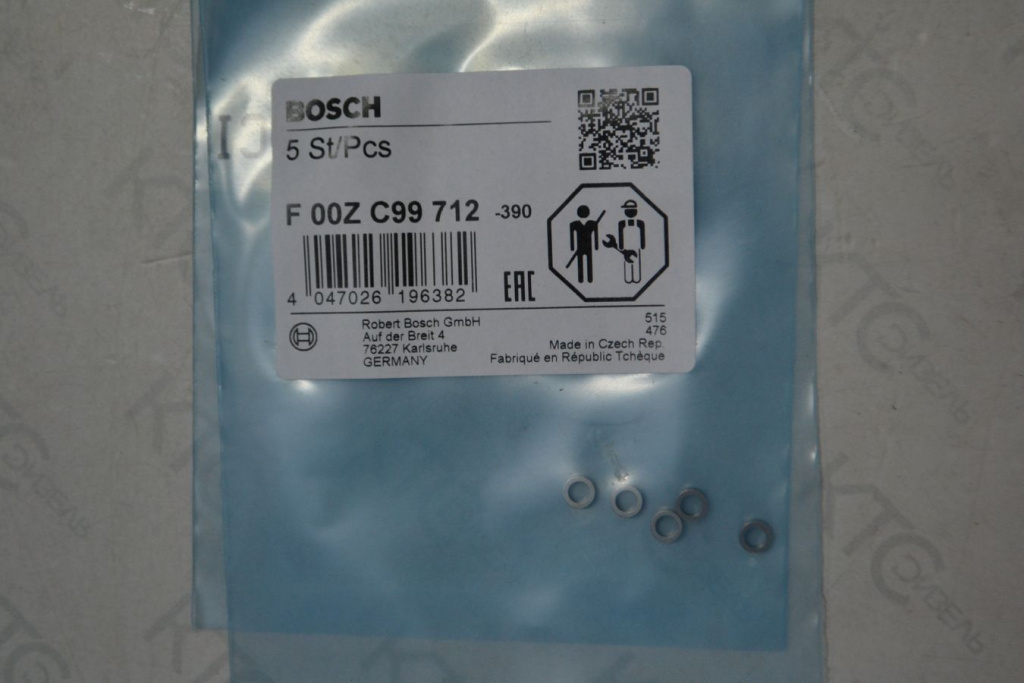 BOSCH
5 St/Pcs
F 00Z C99 712 -390
4 047026 196382
EAC
Robert Bosch GmbH
Auf der Breit 4
76227 Karlsruhe
GERMANY
515
476
Made in Czech Rep.
Fabriqué en Républic Tchèque